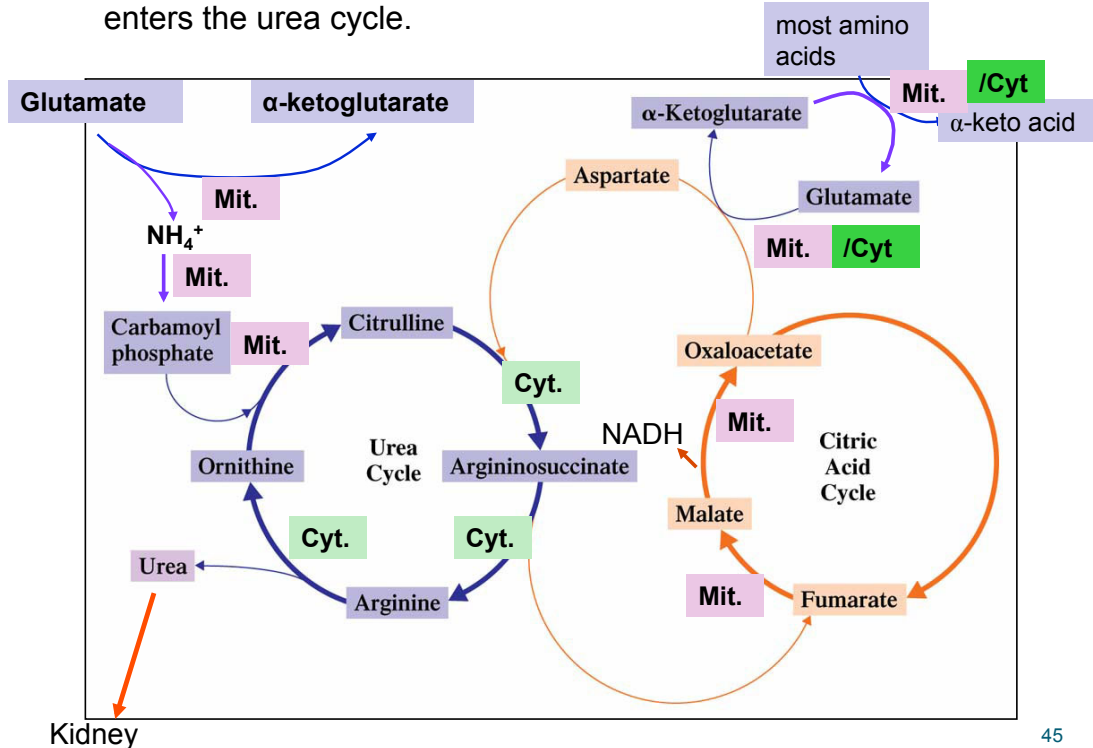 enters the urea cycle.
most amino
acids
Mit.
/Cyt
Glutamate
α-ketoglutarate
α-Ketoglutarate
α-keto acid
Aspartate
Glutamate
Mit.
NH₄⁺
Mit.
/Cyt
Mit.
Carbamoyl
phosphate
Mit.
Citrulline
Oxaloacetate
Cyt.
Mit.
NADH
Urea
Cycle
Citric
Acid
Cycle
Ornithine
Argininosuccinate
Malate
Cyt.
Cyt.
Urea
Mit.
Arginine
Fumarate
Kidney
45